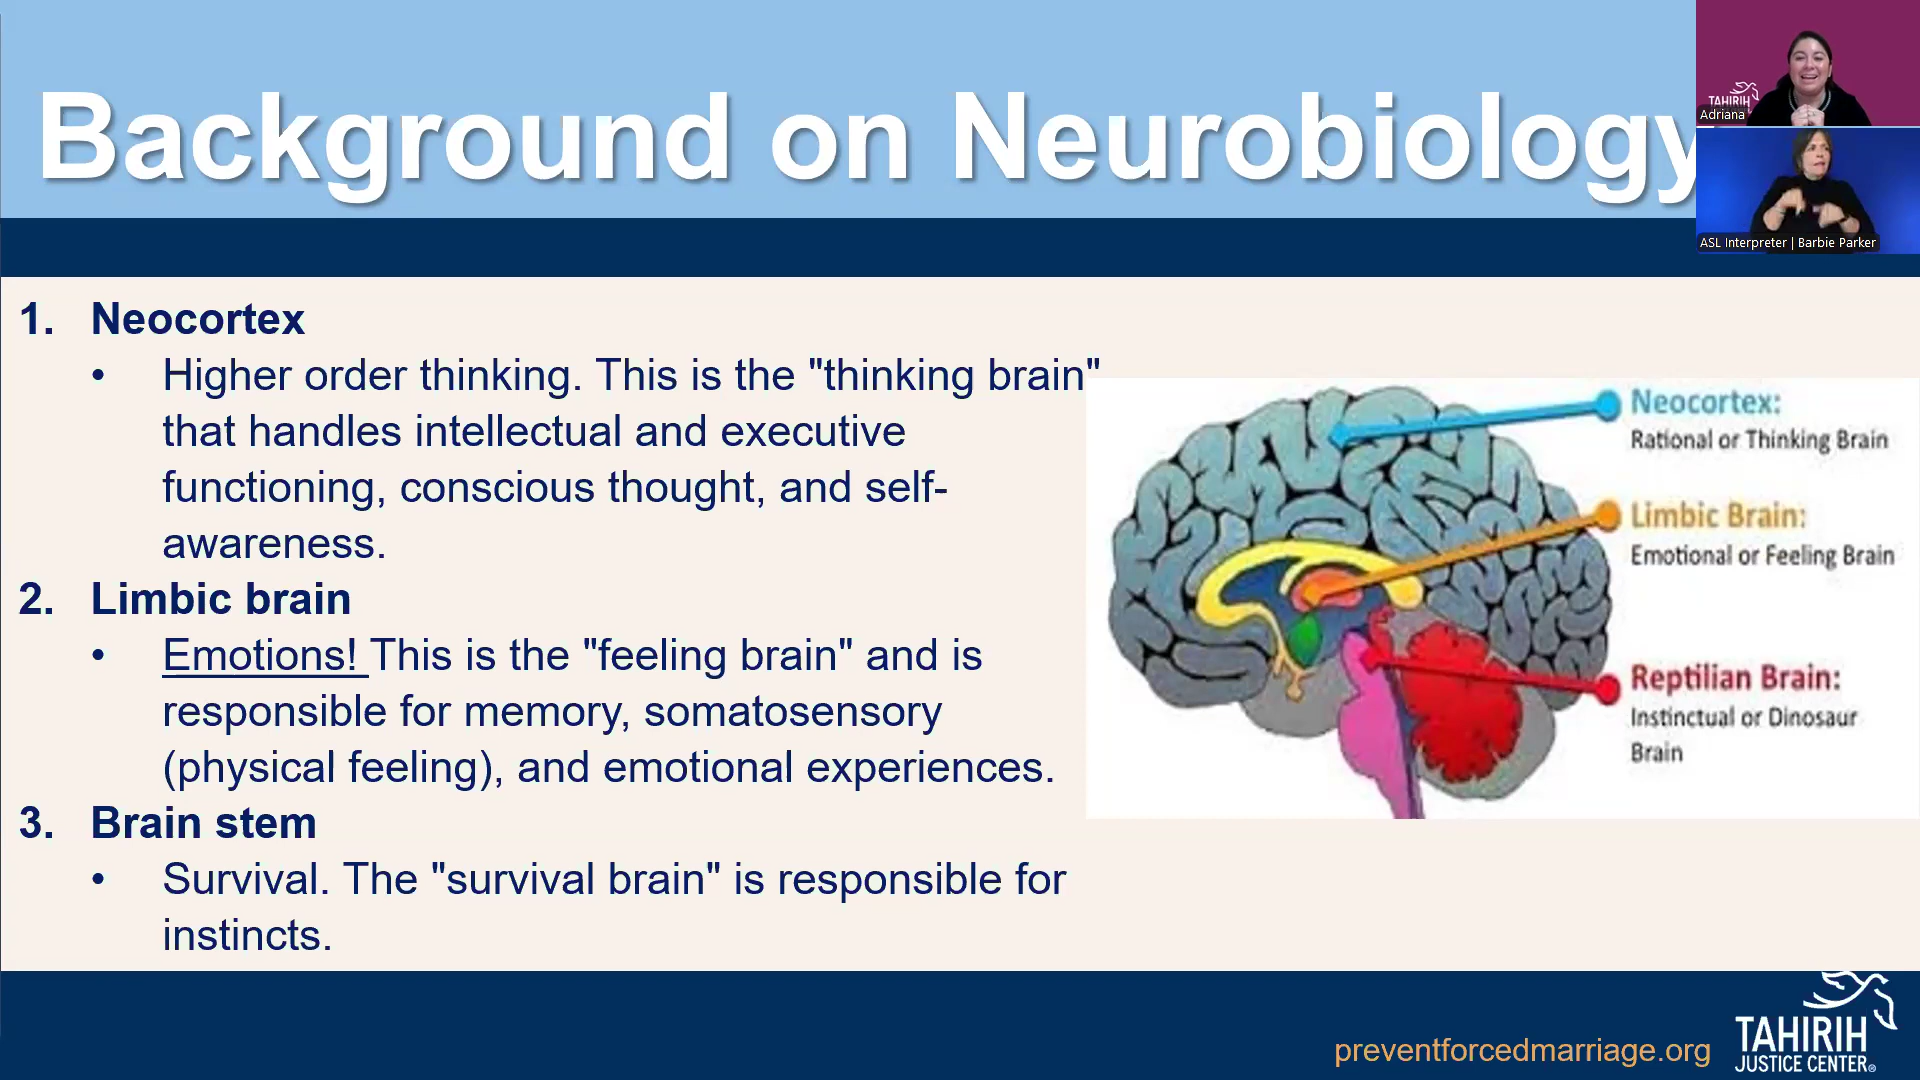 Background on Neurobiology
TAHIRIH
Adriana
ASL Interpreter | Barbie Parker
1. Neocortex
• Higher order thinking. This is the "thinking brain"
that handles intellectual and executive
functioning, conscious thought, and self-
awareness.
2. Limbic brain
• Emotions! This is the "feeling brain" and is
responsible for memory, somatosensory
(physical feeling), and emotional experiences.
3. Brain stem
• Survival. The "survival brain" is responsible for
instincts.
Neocortex:
Rational or Thinking Brain
Limbic Brain:
Emotional or Feeling Brain
Reptilian Brain:
Instinctual or Dinosaur
Brain
preventforcedmarriage.org
TAHIRIH
JUSTICE CENTER®